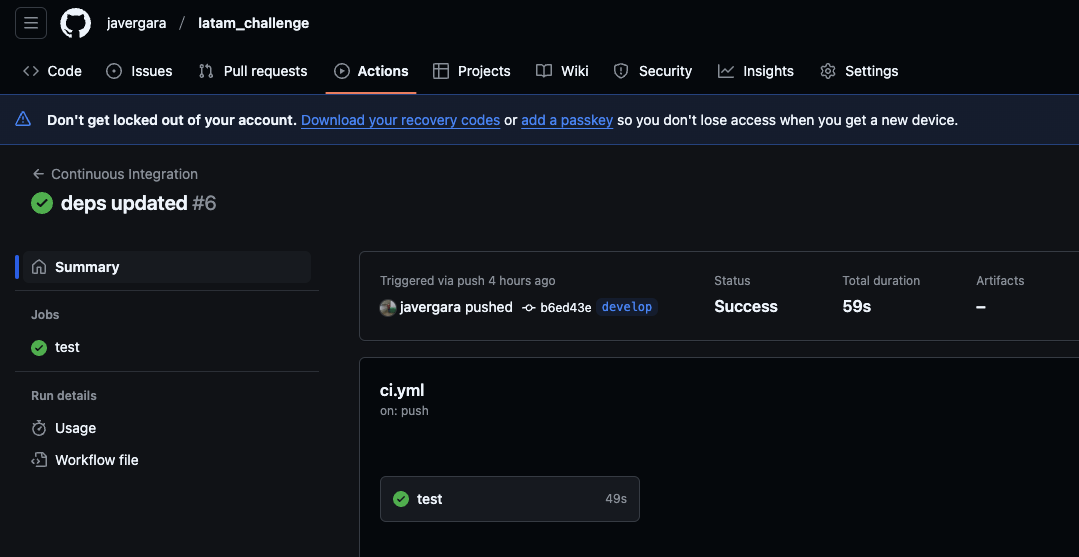 javergara / latam_challenge
Code Issues Pull requests Actions Projects Wiki Security Insights Settings
Don't get locked out of your account. Download your recovery codes or add a passkey so you don't lose access when you get a new device.
← Continuous Integration
deps updated #6
Summary
Jobs
test
Run details
Usage
Workflow file
Triggered via push 4 hours ago
javergara pushed b6ed43e develop
Status
Success
Total duration
59s
Artifacts
–
ci.yml
on: push
test 49s